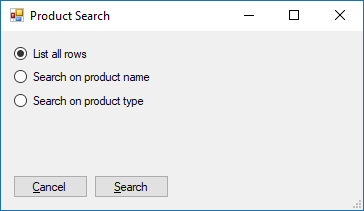 Product Search
List all rows
Search on product name
Search on product type
Cancel Search